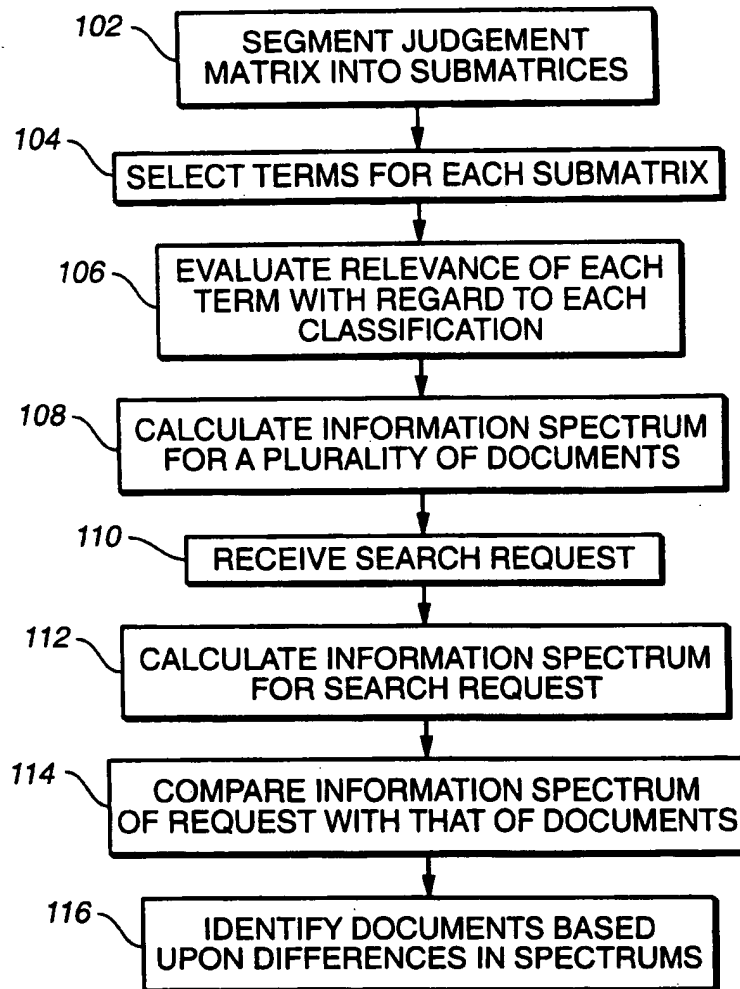 102
SEGMENT JUDGEMENT
MATRIX INTO SUBMATRICES
104
SELECT TERMS FOR EACH SUBMATRIX
106
EVALUATE RELEVANCE OF EACH
TERM WITH REGARD TO EACH
CLASSIFICATION
108
CALCULATE INFORMATION SPECTRUM
FOR A PLURALITY OF DOCUMENTS
110
RECEIVE SEARCH REQUEST
112
CALCULATE INFORMATION SPECTRUM
FOR SEARCH REQUEST
114
COMPARE INFORMATION SPECTRUM
OF REQUEST WITH THAT OF DOCUMENTS
116
IDENTIFY DOCUMENTS BASED
UPON DIFFERENCES IN SPECTRUMS